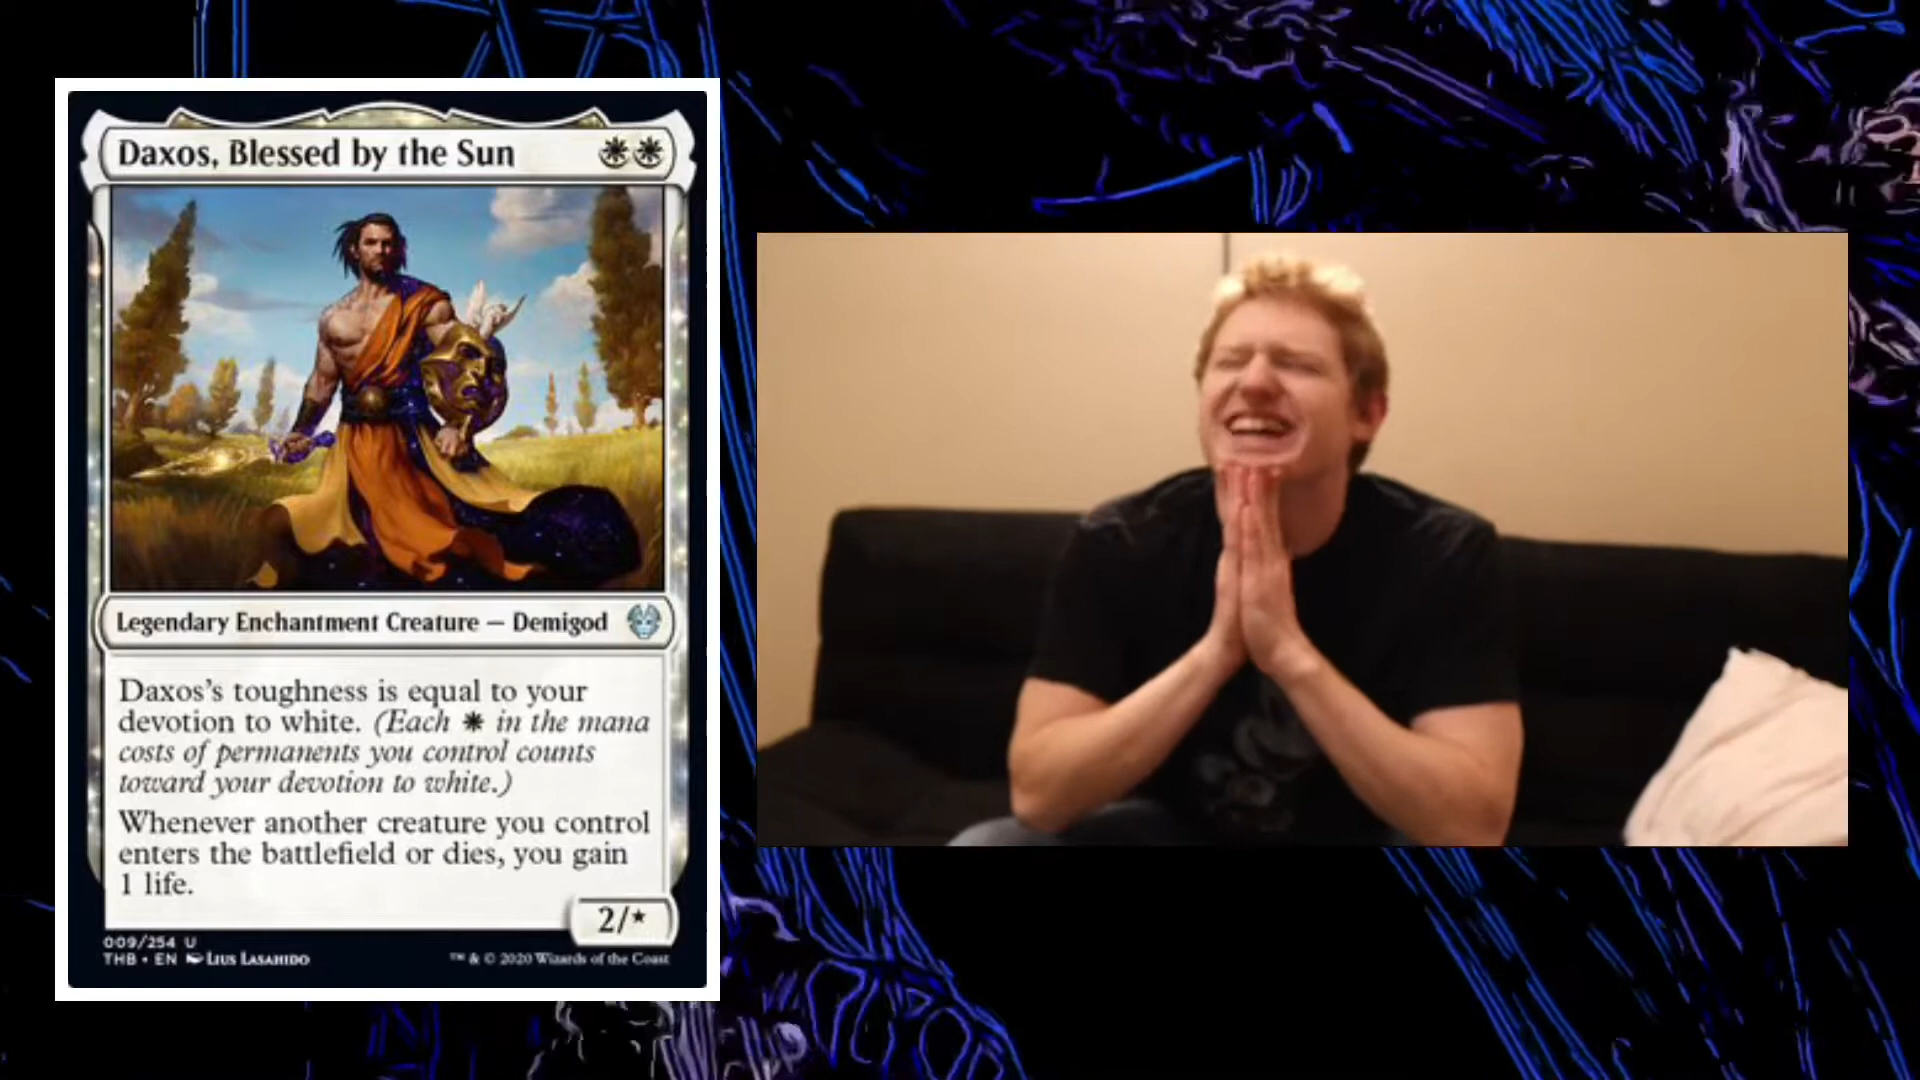 Daxos, Blessed by the Sun
Legendary Enchantment Creature — Demigod
Daxos's toughness is equal to your
devotion to white. (Each in the mana
costs of permanents you control counts
toward your devotion to white.)
Whenever another creature you control
enters the battlefield or dies, you gain
1 life.
2/*
009/254 U
THB • EN Lius Lasahido
™ & © 2020 Wizards of the Coast